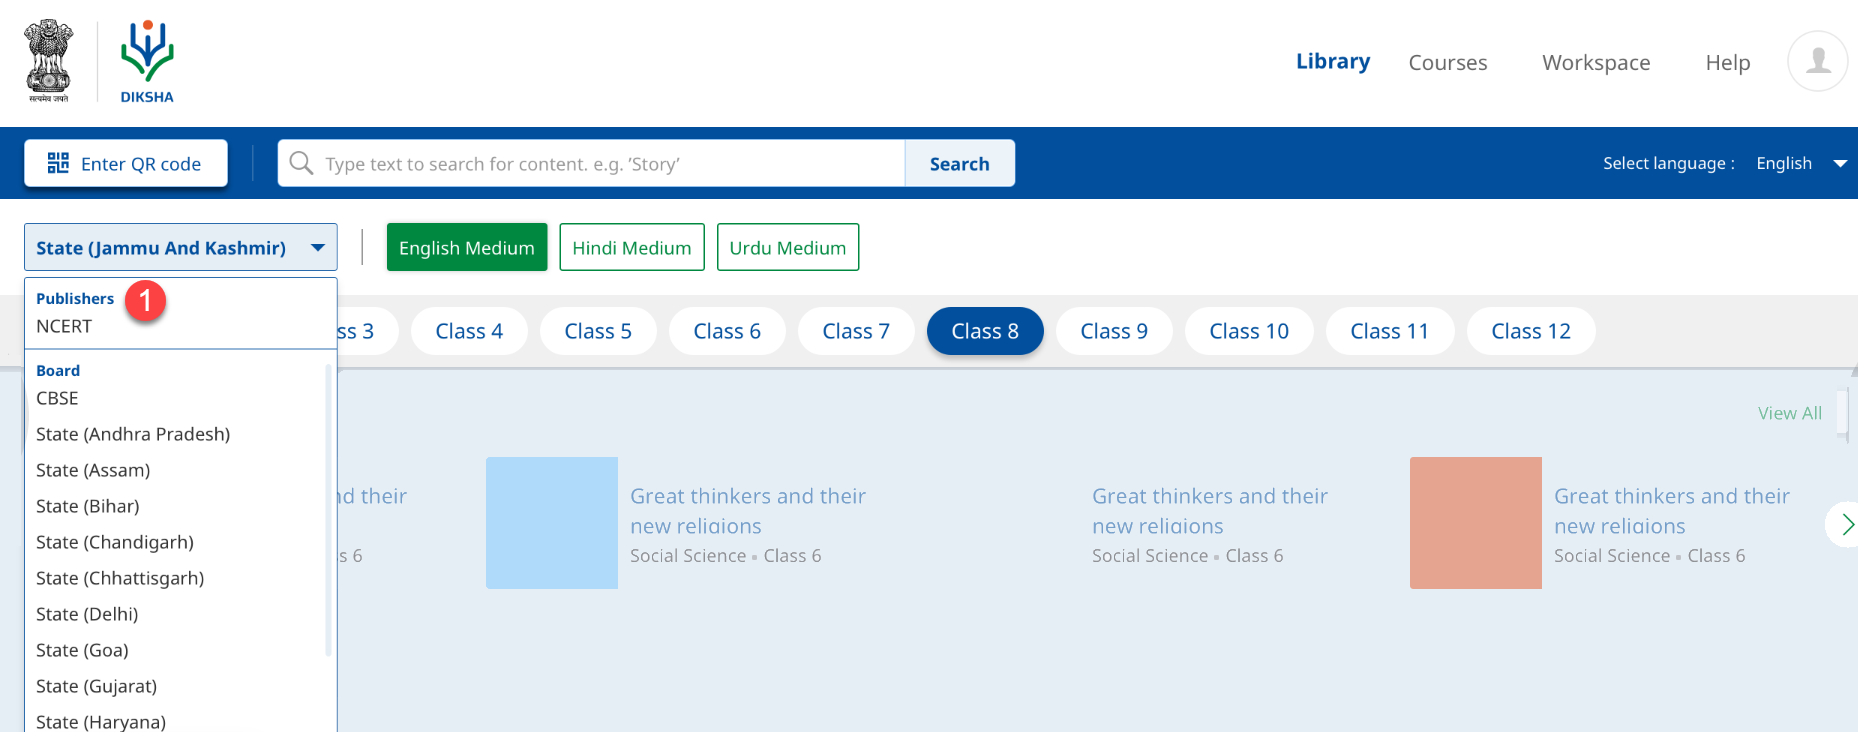 सत्यमेव जयते
DIKSHA
Library
Courses
Workspace
Help
Enter QR code
Type text to search for content. e.g. ‘Story’
Search
Select language :
English
State (Jammu And Kashmir)
English Medium
Hindi Medium
Urdu Medium
Publishers
1
NCERT
ss 3
Class 4
Class 5
Class 6
Class 7
Class 8
Class 9
Class 10
Class 11
Class 12
Board
CBSE
State (Andhra Pradesh)
State (Assam)
State (Bihar)
State (Chandigarh)
State (Chhattisgarh)
State (Delhi)
State (Goa)
State (Gujarat)
State (Haryana)
View All
nd their
s 6
Great thinkers and their
new religions
Social Science ▪ Class 6
Great thinkers and their
new religions
Social Science ▪ Class 6
Great thinkers and their
new religions
Social Science ▪ Class 6